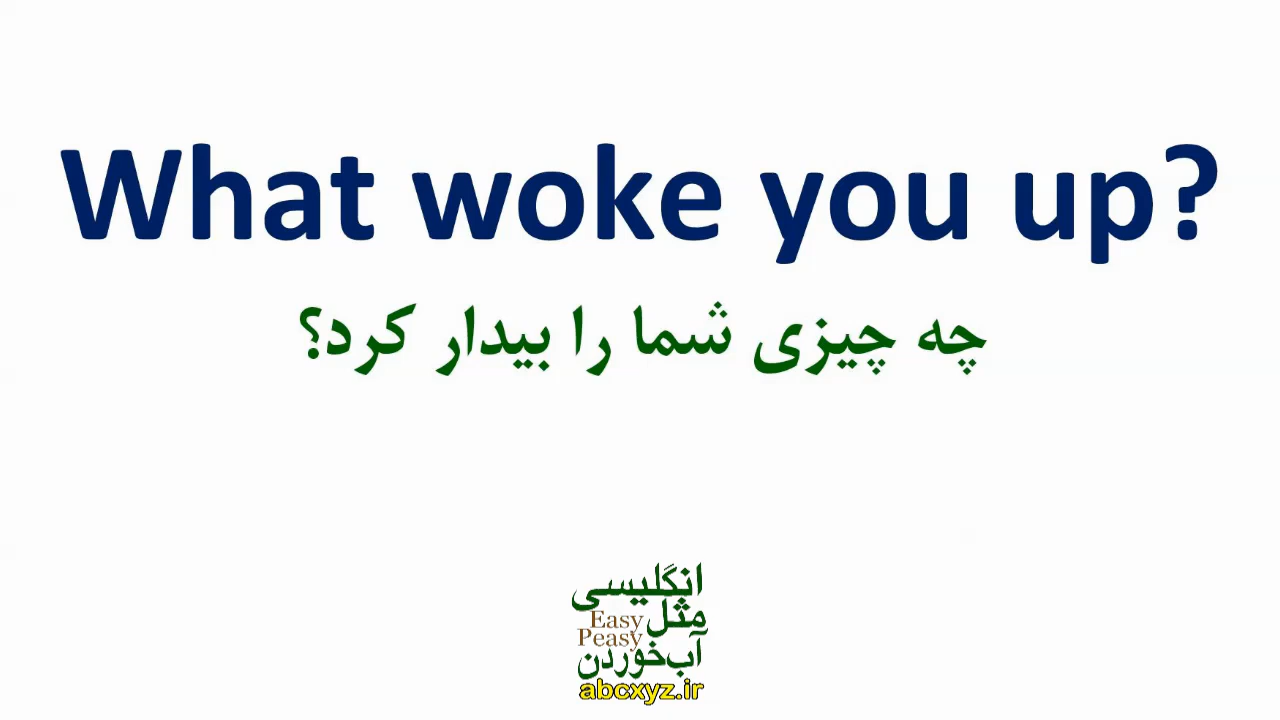 What woke you up?
چه چیزی شما را بیدار کرد؟
انگلیسی
مثل
Easy
Peasy
آب‌خوردن
abcxyz.ir